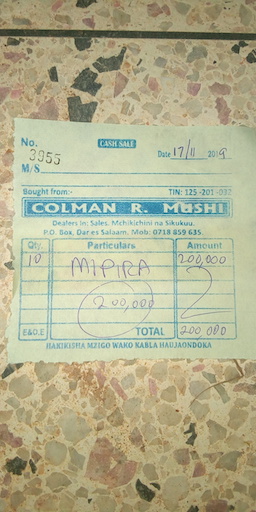 No. CASH SALE
3955 Date 17/11 2019
M/S
Bought from:- TIN: 125-201-032
COLMAN R. MUSHI
Dealers in: Sales. Mchikichini na Sikukuu.
P.O. Box, Dar es Salaam, Mob: 0718 859 635
Qty. Particulars Amount
10 MIPIRA 200,000
200,000
E&O.E TOTAL 200 000
HAKIKISHA MZIGO WAKO KABLA HAUJAONDOKA